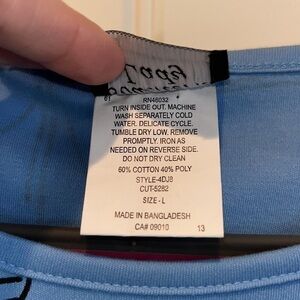 Lady
RN46032
TURN INSIDE OUT. MACHINE
WASH SEPARATELY COLD
WATER. DELICATE CYCLE.
TUMBLE DRY LOW. REMOVE
PROMPTLY. IRON AS
NEEDED ON REVERSE SIDE.
DO NOT DRY CLEAN
60% COTTON 40% POLY
STYLE-4DJ8
CUT-5282
SIZE - L
MADE IN BANGLADESH
CA# 09010 13